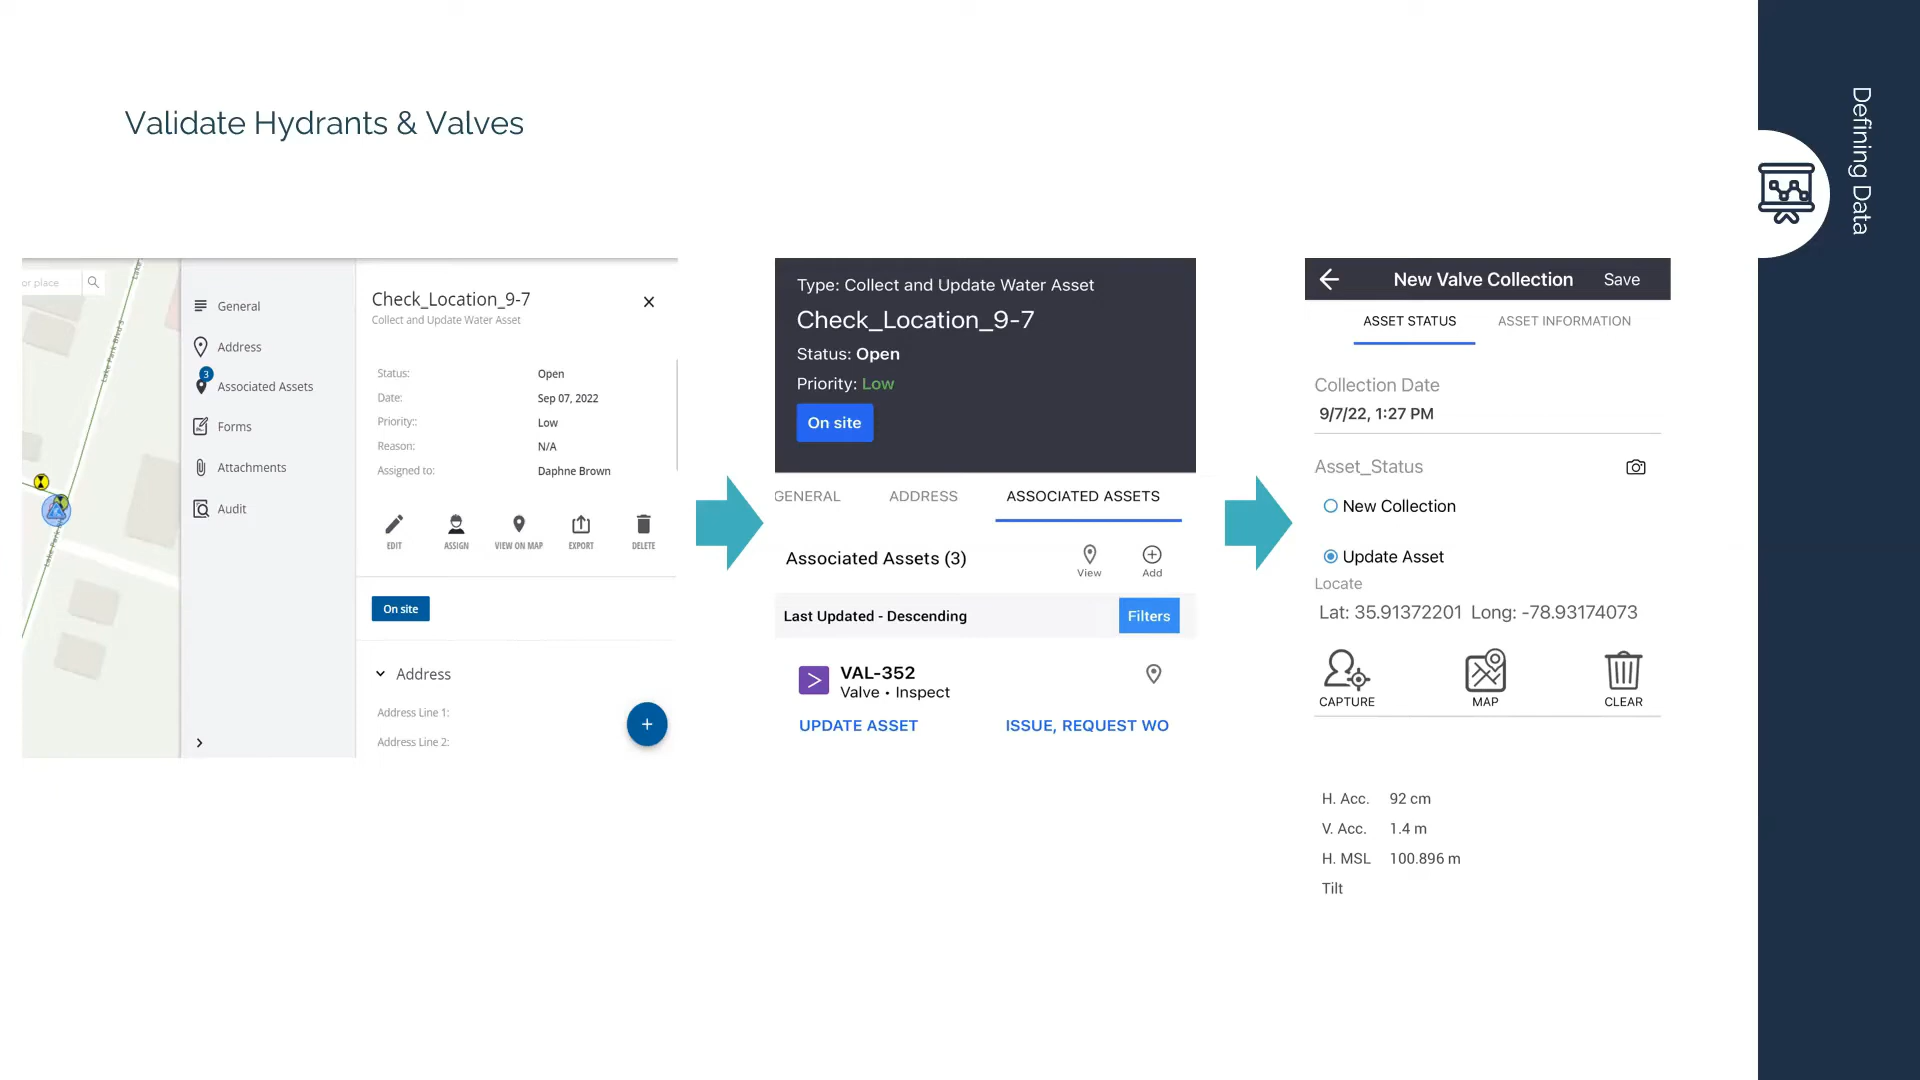 Validate Hydrants & Valves
Defining Data
or place
General
Address
3
Associated Assets
Forms
Attachments
Audit
Check_Location_9-7
Collect and Update Water Asset
Status: Open
Date: Sep 07, 2022
Priority:: Low
Reason: N/A
Assigned to: Daphne Brown
EDIT ASSIGN VIEW ON MAP EXPORT DELETE
On site
Address
Address Line 1:
Address Line 2:
Type: Collect and Update Water Asset
Check_Location_9-7
Status: Open
Priority: Low
On site
GENERAL ADDRESS ASSOCIATED ASSETS
Associated Assets (3)
View Add
Last Updated - Descending Filters
VAL-352
Valve • Inspect
UPDATE ASSET ISSUE, REQUEST WO
New Valve Collection Save
ASSET STATUS ASSET INFORMATION
Collection Date
9/7/22, 1:27 PM
Asset_Status
New Collection
Update Asset
Locate
Lat: 35.91372201 Long: -78.93174073
CAPTURE MAP CLEAR
H. Acc. 92 cm
V. Acc. 1.4 m
H. MSL 100.896 m
Tilt